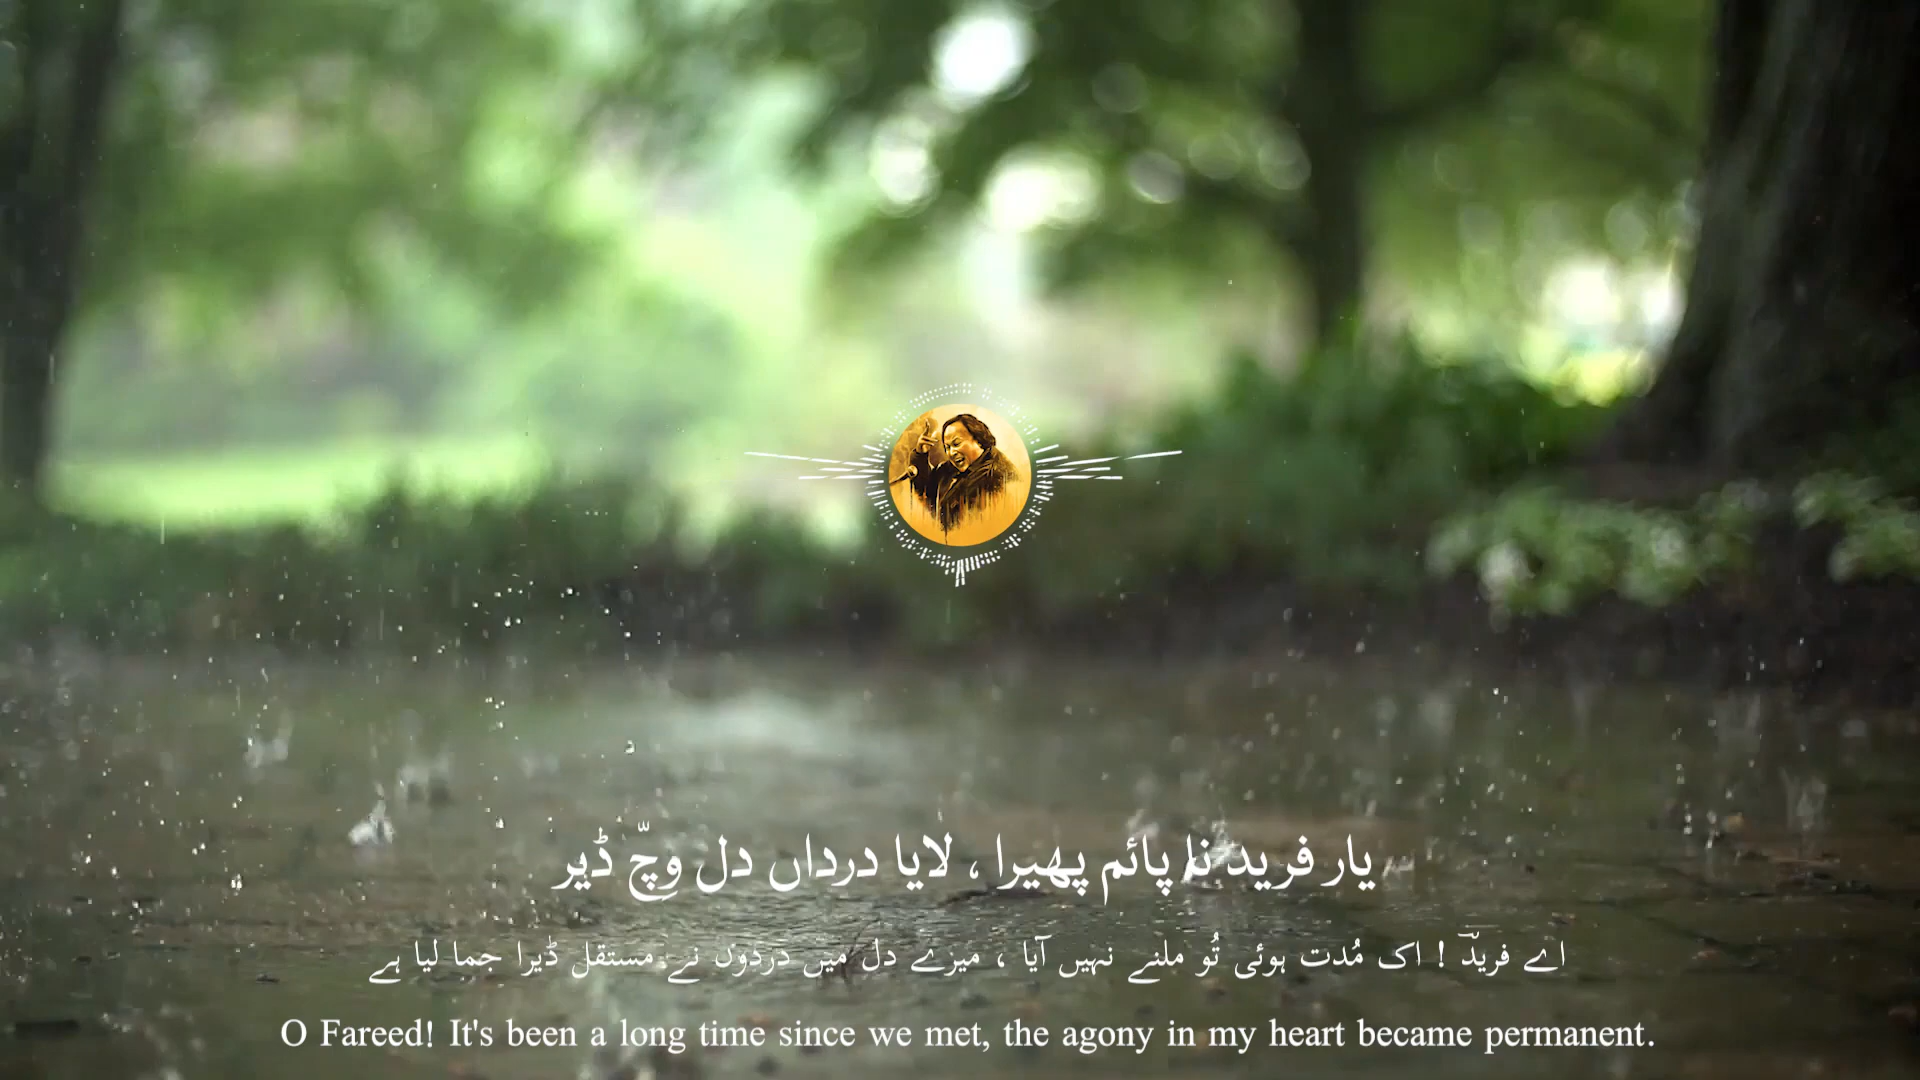 یار فرید نا پائم پھیرا ، لایا درداں دل وِچّ ڈیر
اے فریدؔ ! اک مُدت ہوئی تُو ملنے نہیں آیا ، میرے دل میں دردوں نے مستقل ڈیرا جما لیا ہے
O Fareed! It's been a long time since we met, the agony in my heart became permanent.